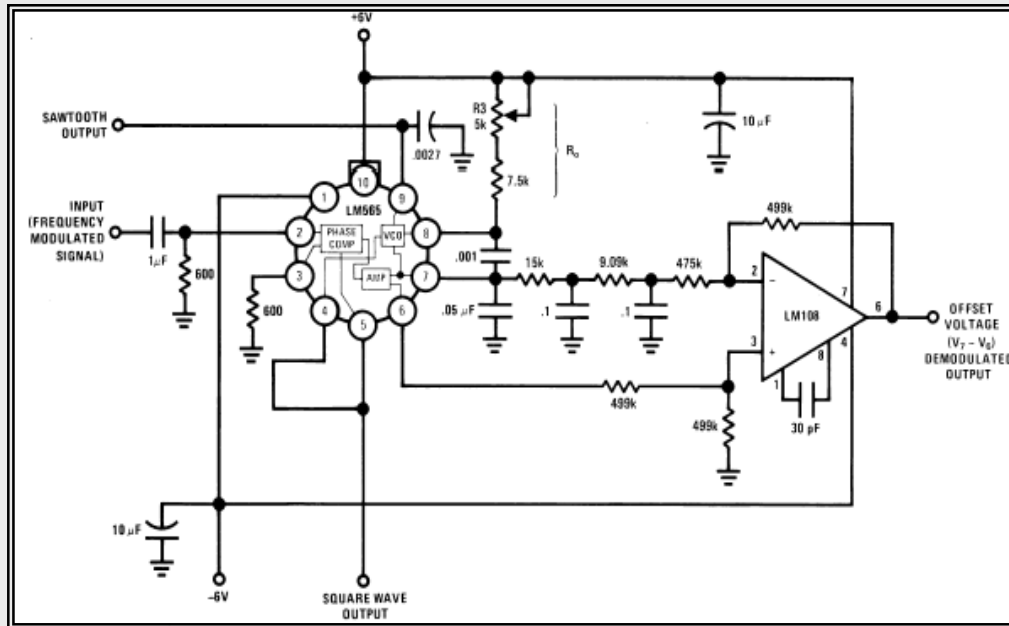 +6V
SAWTOOTH
OUTPUT
.0027
R3
5k
R₀
7.5k
10 µF
INPUT
(FREQUENCY
MODULATED
SIGNAL)
1µF
600
600
LM565
1
2
3
4
5
6
7
8
9
10
PHASE
COMP
VCO
AMP
.001
.05 µF
15k
.1
9.09k
.1
475k
499k
2
3
7
6
4
8
1
−
+
LM108
30 pF
499k
499k
OFFSET
VOLTAGE
(V₇ − V₆)
DEMODULATED
OUTPUT
10 µF
−6V
SQUARE WAVE
OUTPUT